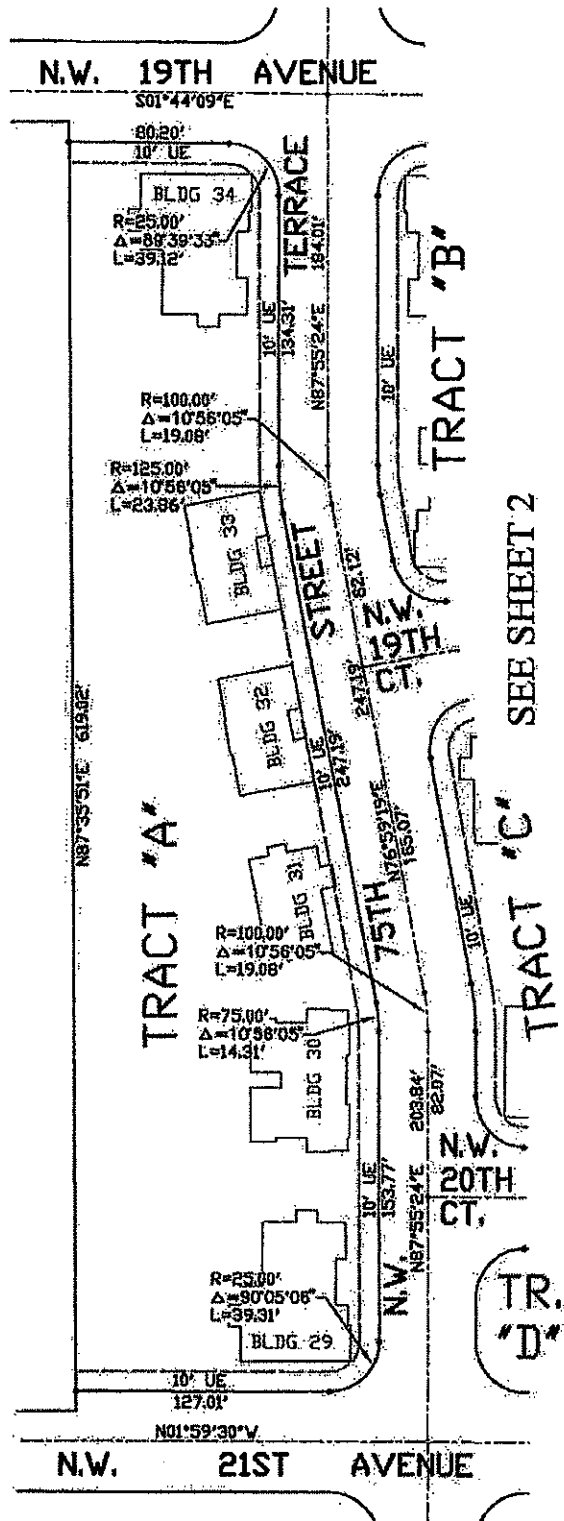 N.W. 19TH AVENUE
S01°44'09"E
80.20'
10' UE
BLDG 34
R=25.00'
Δ=89°39'33"
L=39.12'
TERRACE
184.01'
N87°55'24"E
10' UE
134.31'
10' UE
TRACT "B"
R=100.00'
Δ=10°56'05"
L=19.08'
R=125.00'
Δ=10°56'05"
L=23.86'
BLDG 33
STREET
62.12'
N.W.
19TH
CT.
SEE SHEET 2
247.19'
BLDG 32
10' UE
247.19'
N87°35'51"E 619.02'
N76°59'19"E
165.07'
TRACT "A"
BLDG 31
75TH
10' UE
TRACT "C"
R=100.00'
Δ=10°56'05"
L=19.08'
R=75.00'
Δ=10°56'05"
L=14.31'
BLDG 30
203.84'
82.07'
N.W.
20TH
CT.
10' UE
153.77'
N87°55'24"E
N.W.
R=25.00'
Δ=90°05'06"
L=39.31'
BLDG 29
TR.
"D"
10' UE
127.01'
N01°59'30"W
N.W. 21ST AVENUE